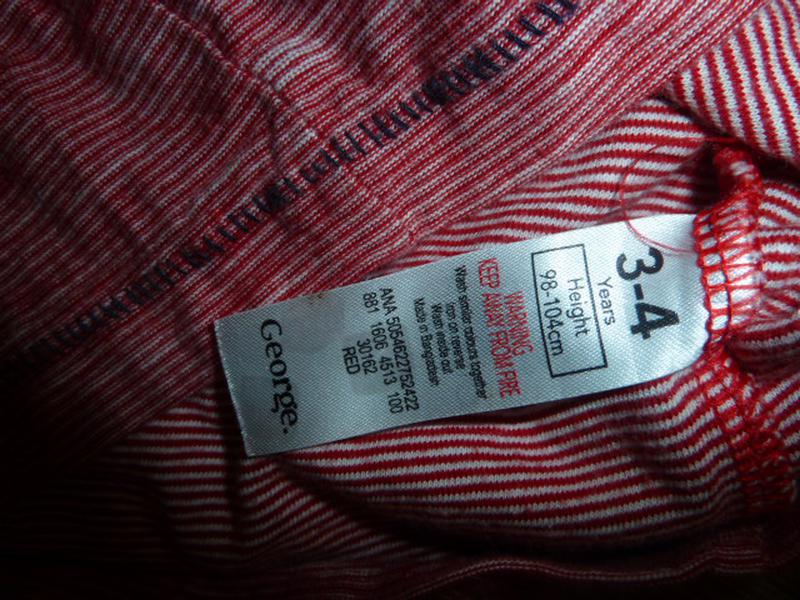 3-4
Years
Height
98-104cm
WARNING
KEEP AWAY FROM FIRE
Wash similar colours together
Iron on reverse
Wash inside out
Made in Bangladesh
ANA 5054622752422
881 1606 4513 100
30162
RED
George.